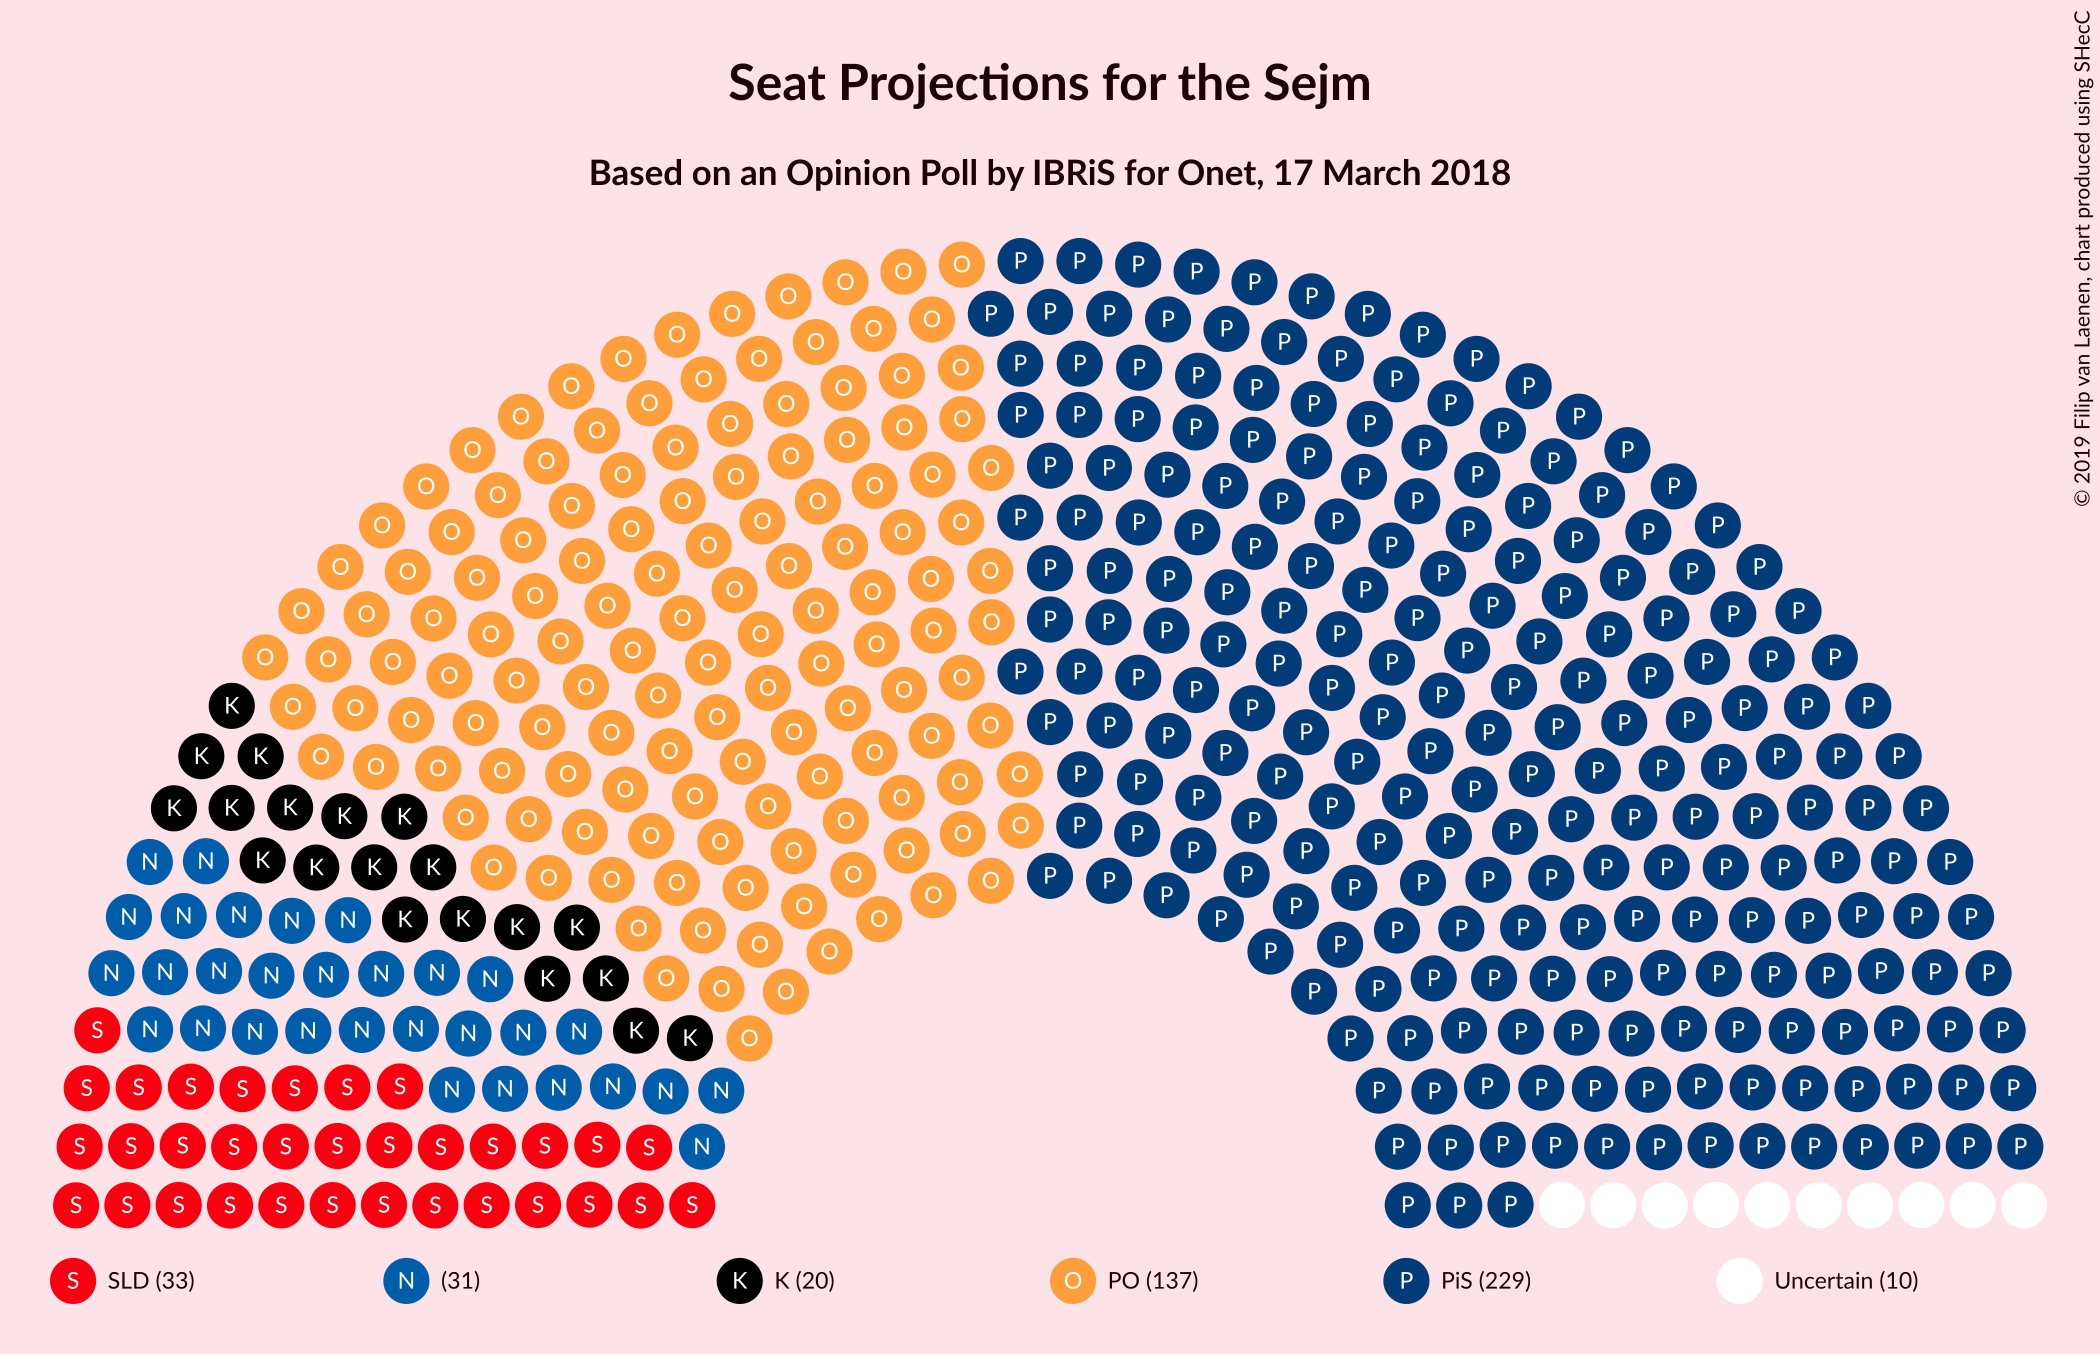 Seat Projections for the Sejm
Based on an Opinion Poll by IBRiS for Onet, 17 March 2018
© 2019 Filip van Laenen, chart produced using SHecC
S SLD (33) N (31) K K (20) O PO (137) P PiS (229) Uncertain (10)